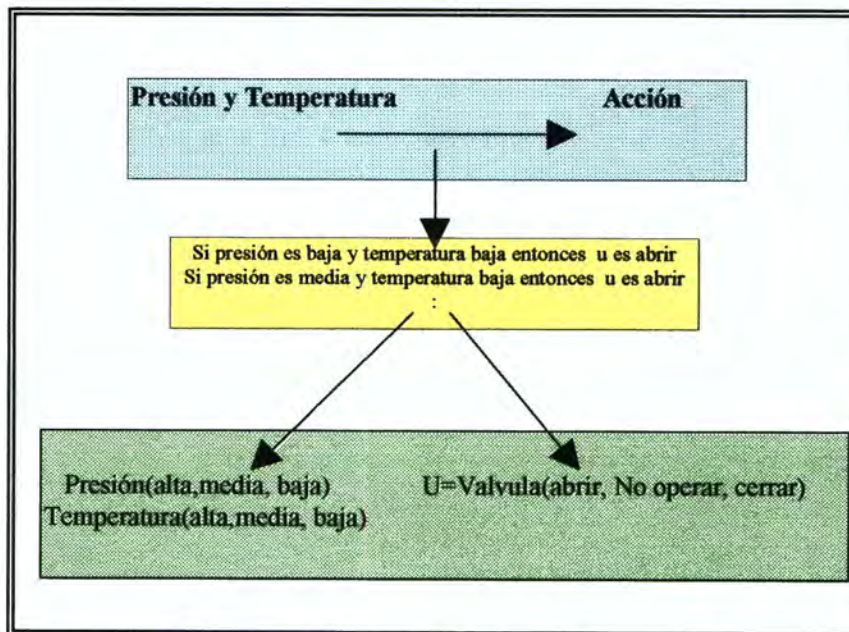 Presión y Temperatura Acción
Si presión es baja y temperatura baja entonces u es abrir
Si presión es media y temperatura baja entonces u es abrir
:
Presión(alta,media, baja) U=Valvula(abrir, No operar, cerrar)
Temperatura(alta,media, baja)